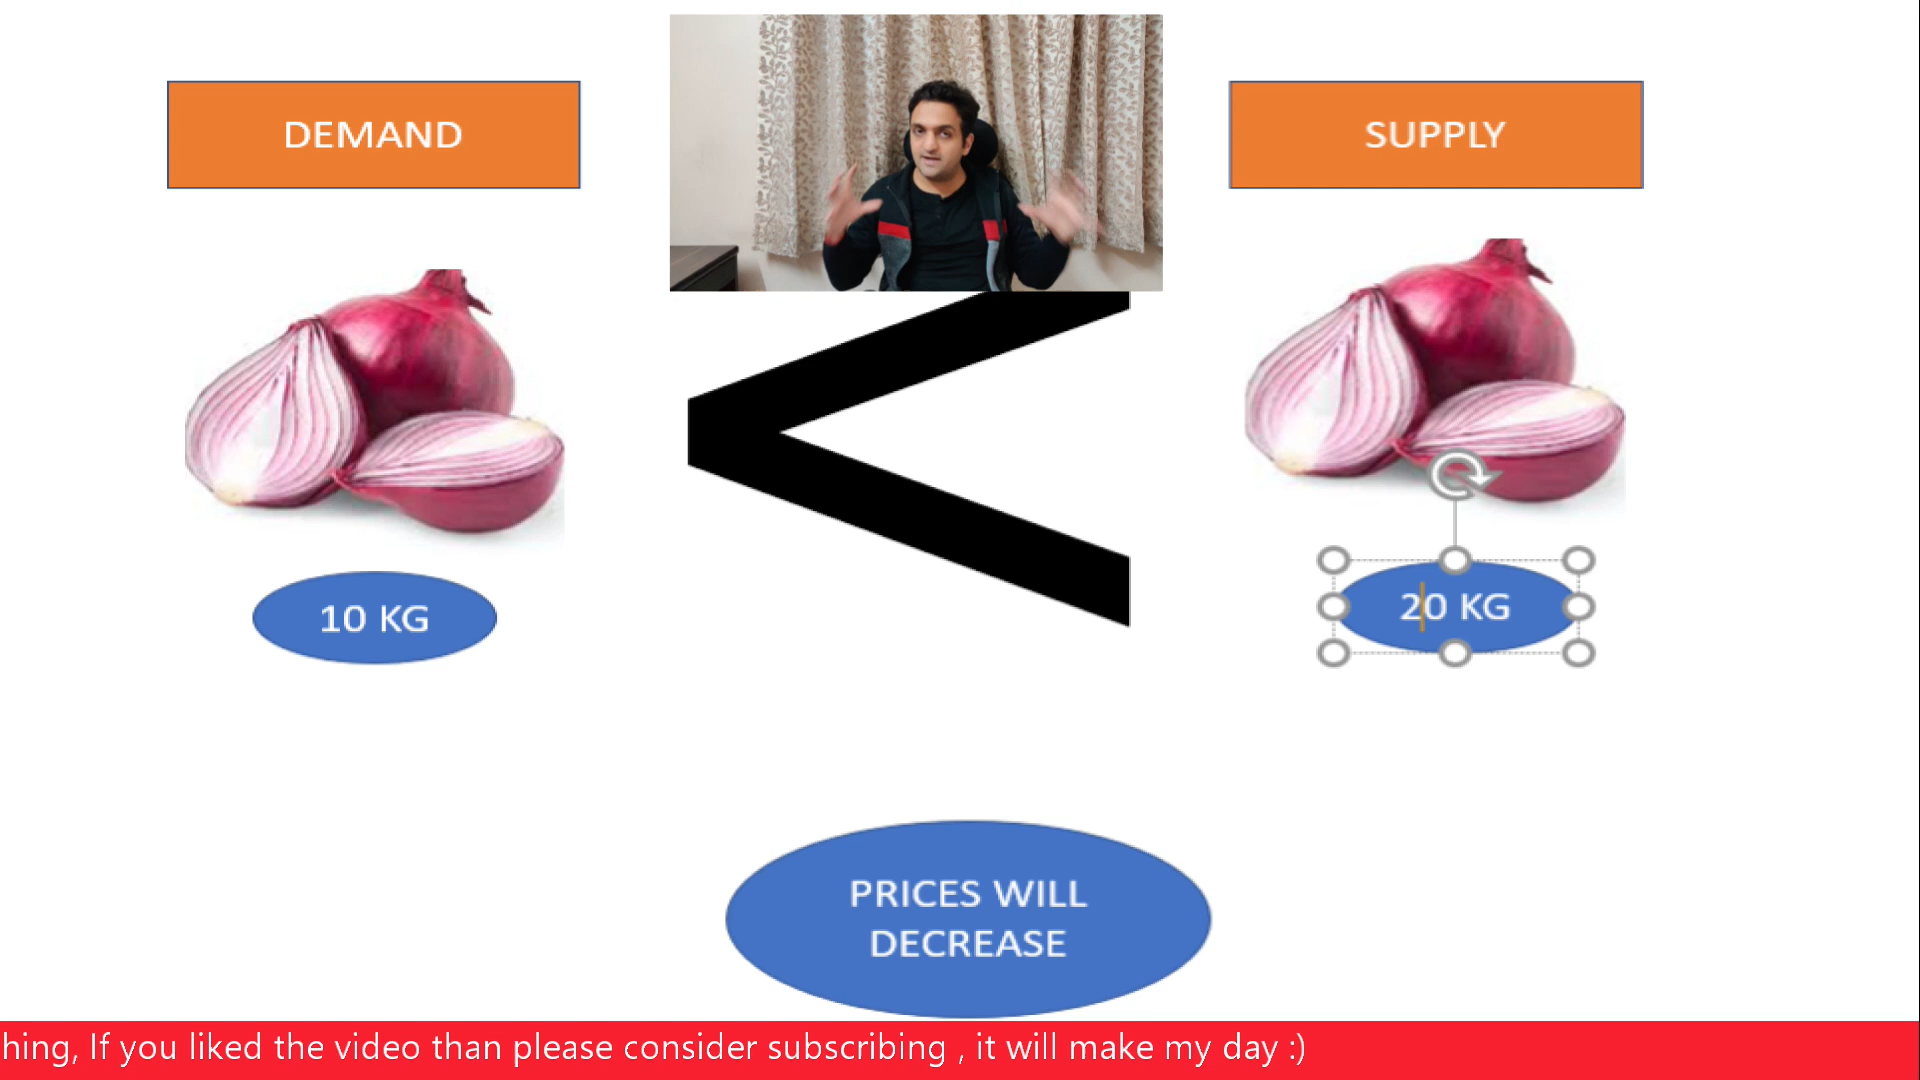 DEMAND
SUPPLY
10 KG
20 KG
PRICES WILL
DECREASE
hing, If you liked the video than please consider subscribing , it will make my day :)